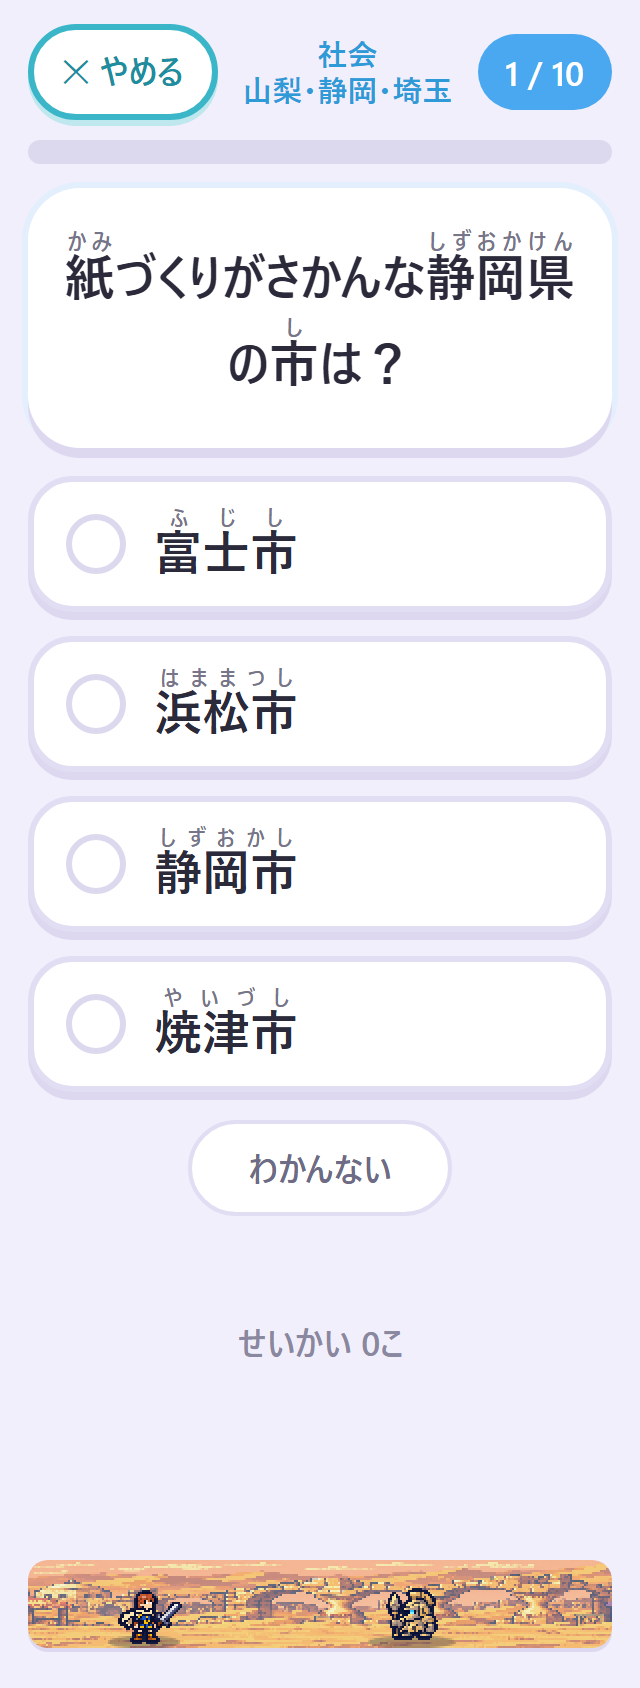 × やめる
社会
山梨･静岡･埼玉
1 / 10
かみ しずおかけん
紙づくりがさかんな静岡県
し
の市は？
ふじし
富士市
はままつし
浜松市
しずおかし
静岡市
やいづし
焼津市
わかんない
せいかい 0こ